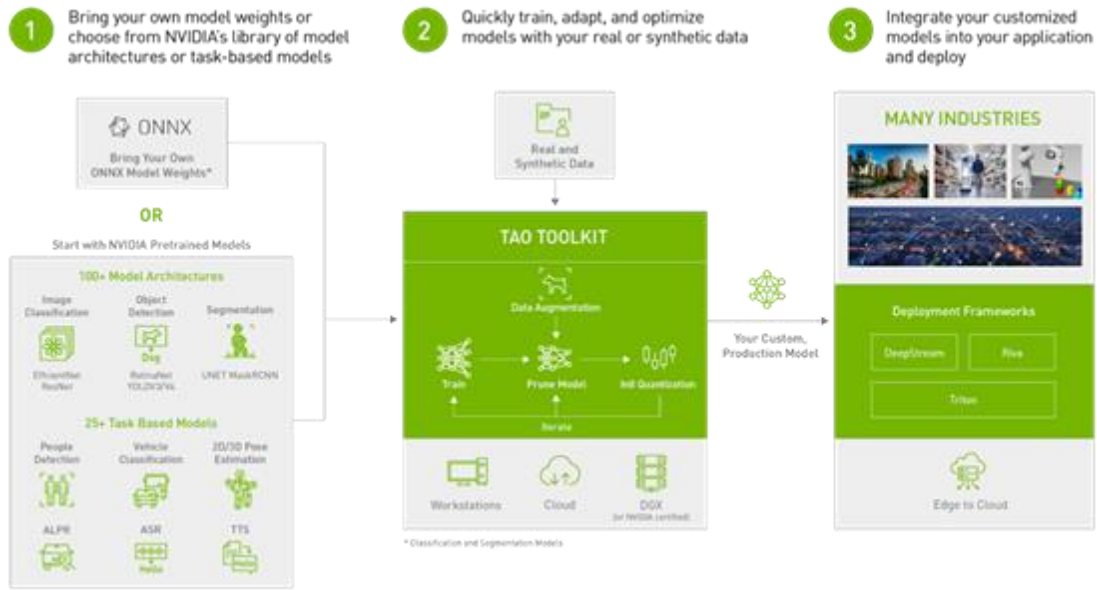 1
Bring your own model weights or
choose from NVIDIA's library of model
architectures or task-based models
ONNX
Bring Your Own
ONNX Model Weights*
OR
Start with NVIDIA Pretrained Models
100+ Model Architectures
Image
Classification
Object
Detection
Segmentation
Dog
EfficientNet
ResNet
RetinaNet
YOLOV3/V4
UNET MaskRCNN
25+ Task Based Models
People
Detection
Vehicle
Classification
2D/3D Pose
Estimation
ALPR
ASR
TTS
Hello
Hello
2
Quickly train, adapt, and optimize
models with your real or synthetic data
Real and
Synthetic Data
TAO TOOLKIT
Data Augmentation
Train
Prune Model
Int8 Quantization
Iterate
Workstations
Cloud
DGX
(or NVIDIA certified)
* Classification and Segmentation Models
Your Custom,
Production Model
3
Integrate your customized
models into your application
and deploy
MANY INDUSTRIES
Deployment Frameworks
DeepStream
Riva
Triton
Edge to Cloud